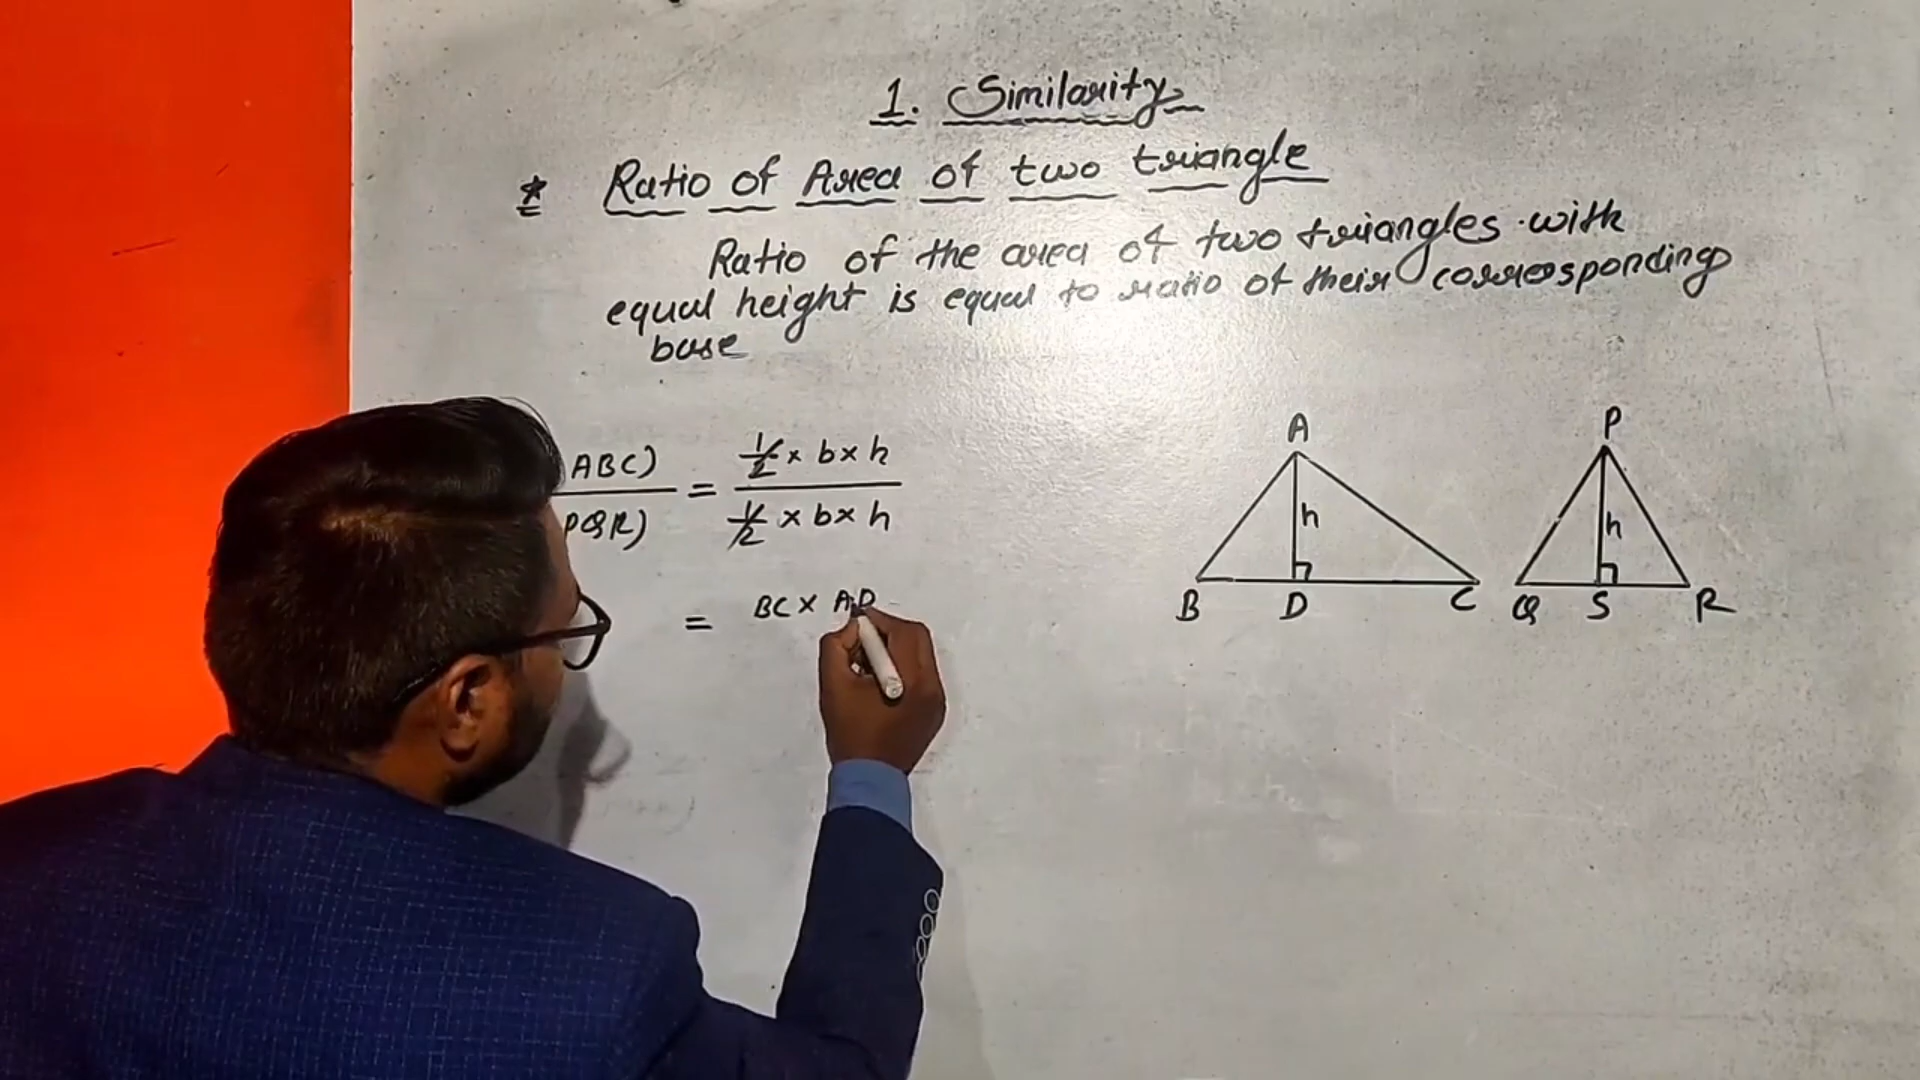 1. Similarity
* Ratio of Area of two triangle
Ratio of the area of two triangles with
equal height is equal to ratio of their corresponding
base
ABC) = 1/2 × b × h
PQR) 1/2 × b × h
= BC × AD
A
P
h
h
B D C Q S R